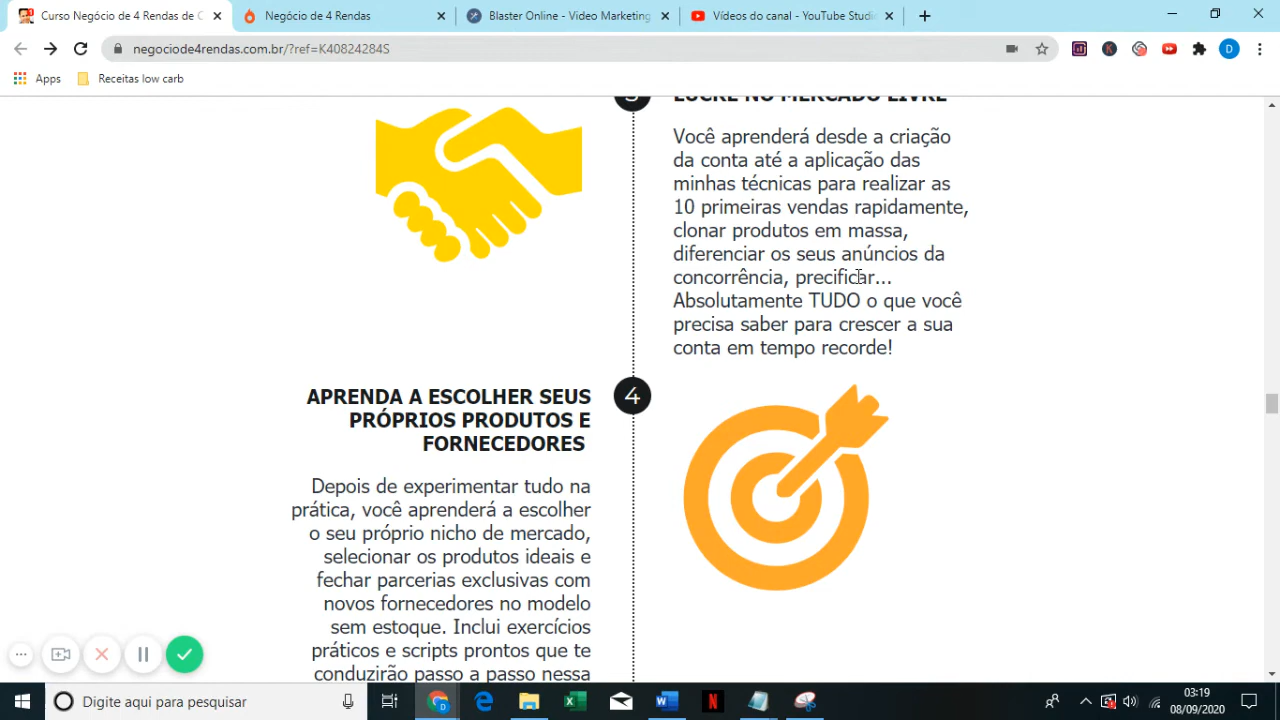 Curso Negócio de 4 Rendas de C
Negócio de 4 Rendas
Blaster Online - Video Marketing
Vídeos do canal - YouTube Studi
negociode4rendas.com.br/?ref=K40824284S
K
D
Apps
Receitas low carb
3
LUCRE NO MERCADO LIVRE
Você aprenderá desde a criação
da conta até a aplicação das
minhas técnicas para realizar as
10 primeiras vendas rapidamente,
clonar produtos em massa,
diferenciar os seus anúncios da
concorrência, precificar...
Absolutamente TUDO o que você
precisa saber para crescer a sua
conta em tempo recorde!
4
APRENDA A ESCOLHER SEUS
PRÓPRIOS PRODUTOS E
FORNECEDORES
Depois de experimentar tudo na
prática, você aprenderá a escolher
o seu próprio nicho de mercado,
selecionar os produtos ideais e
fechar parcerias exclusivas com
novos fornecedores no modelo
sem estoque. Inclui exercícios
práticos e scripts prontos que te
conduzirão passo a passo nessa
Digite aqui para pesquisar
03:19
08/09/2020